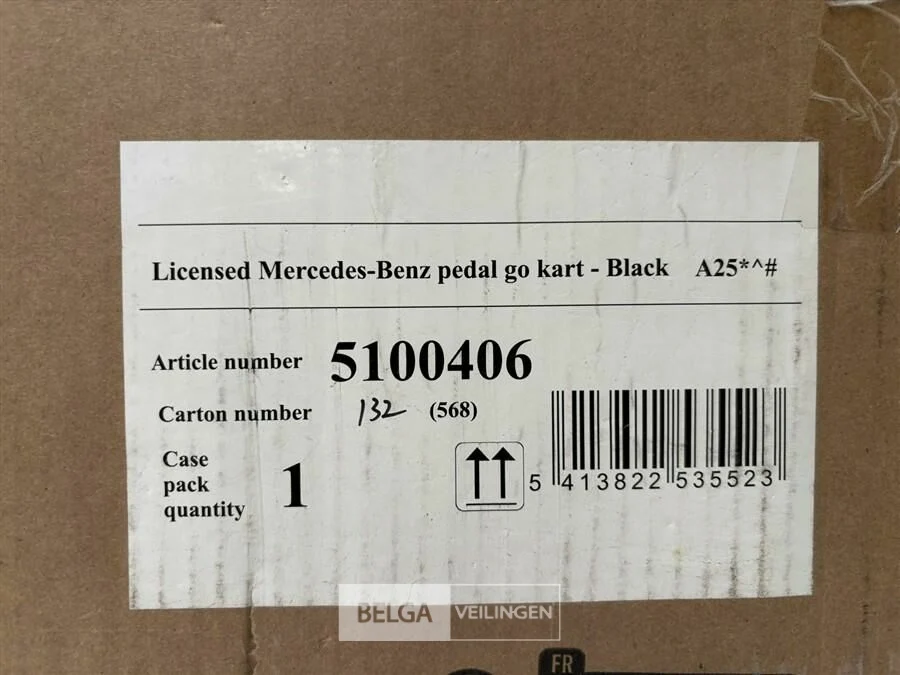 Licensed Mercedes-Benz pedal go kart - Black A25*^#
Article number 5100406
Carton number 132 (568)
Case
pack
quantity 1
5 413822 535523
BELGA VEILINGEN
FR